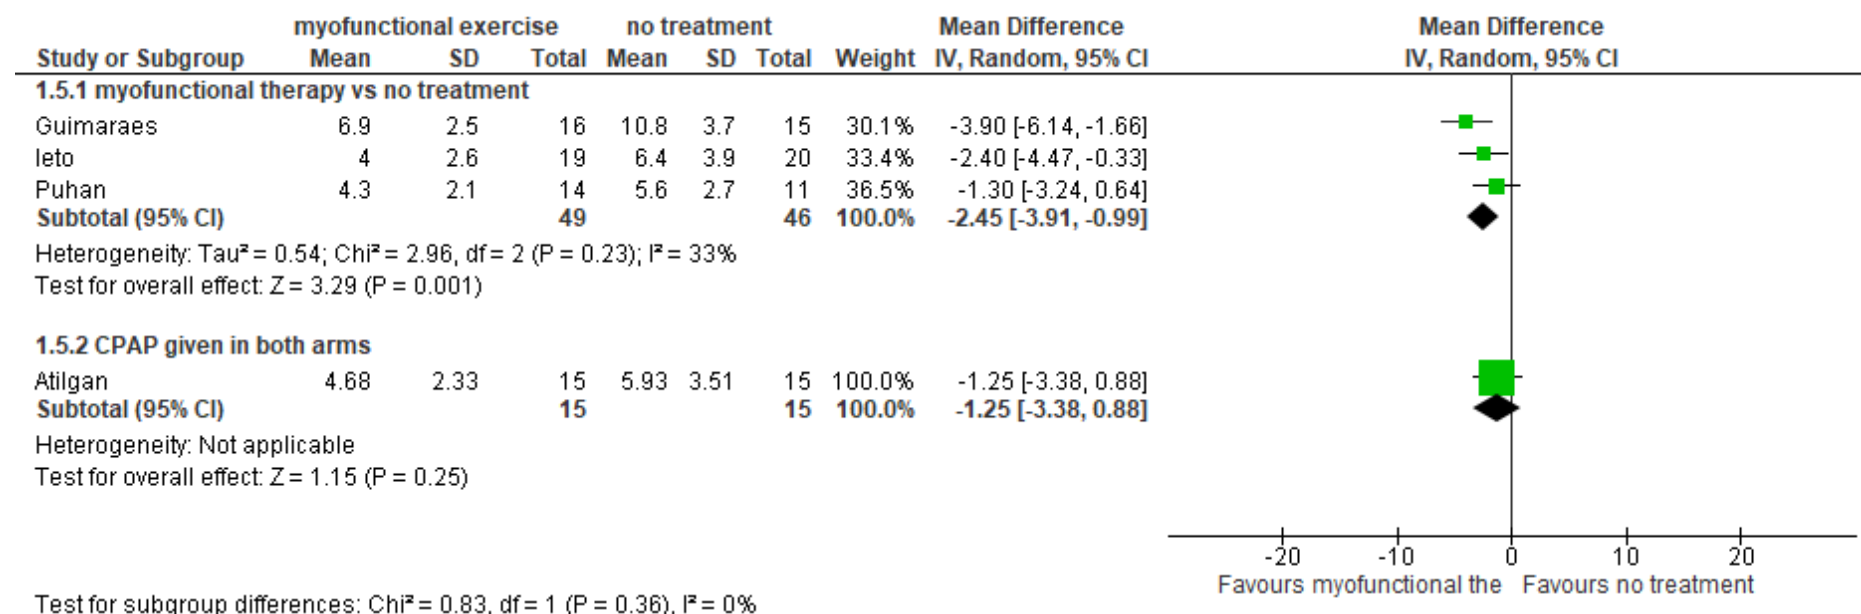 myofunctional exercise no treatment Mean Difference Mean Difference
Study or Subgroup Mean SD Total Mean SD Total Weight IV, Random, 95% CI IV, Random, 95% CI
1.5.1 myofunctional therapy vs no treatment
Guimaraes 6.9 2.5 16 10.8 3.7 15 30.1% -3.90 [-6.14, -1.66]
Ieto 4 2.6 19 6.4 3.9 20 33.4% -2.40 [-4.47, -0.33]
Puhan 4.3 2.1 14 5.6 2.7 11 36.5% -1.30 [-3.24, 0.64]
Subtotal (95% CI) 49 46 100.0% -2.45 [-3.91, -0.99]
Heterogeneity: Tau² = 0.54; Chi² = 2.96, df = 2 (P = 0.23); I² = 33%
Test for overall effect: Z = 3.29 (P = 0.001)
1.5.2 CPAP given in both arms
Atilgan 4.68 2.33 15 5.93 3.51 15 100.0% -1.25 [-3.38, 0.88]
Subtotal (95% CI) 15 15 100.0% -1.25 [-3.38, 0.88]
Heterogeneity: Not applicable
Test for overall effect: Z = 1.15 (P = 0.25)
-20 -10 0 10 20
Favours myofunctional the Favours no treatment
Test for subgroup differences: Chi² = 0.83, df = 1 (P = 0.36), I² = 0%